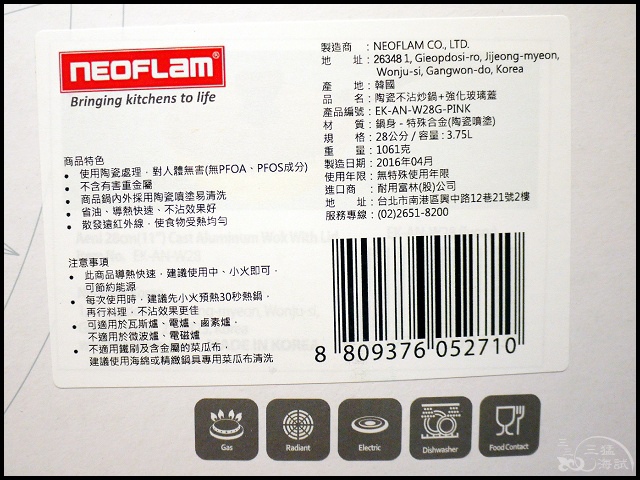 NEOFLAM®
Bringing kitchens to life
商品特色
• 使用陶瓷處理，對人體無害(無PFOA、PFOS成分)
• 不含有害重金屬
• 商品鍋內外採用陶瓷噴塗易清洗
• 省油、導熱快速、不沾效果好
• 散發遠紅外線，使食物受熱均勻
注意事項
• 此商品導熱快速，建議使用中、小火即可，
可節約能源
• 每次使用時，建議先小火預熱30秒熱鍋，
再行料理，不沾效果更佳
• 可適用於瓦斯爐、電爐、鹵素爐，
不適用於微波爐、電磁爐
• 不適用鐵刷及含金屬的菜瓜布，
建議使用海綿或精緻鍋具專用菜瓜布清洗
製造商：NEOFLAM CO., LTD.
地 址：26348 1, Gieopdosi-ro, Jijeong-myeon,
Wonju-si, Gangwon-do, Korea
產 地：韓國
品 名：陶瓷不沾炒鍋+強化玻璃蓋
產品編號：EK-AN-W28G-PINK
材 質：鍋身-特殊合金(陶瓷噴塗)
規 格：28公分 / 容量：3.75L
重 量：1061克
製造日期：2016年04月
使用年限：無特殊使用年限
進口商：耐用富林(股)公司
地 址：台北市南港區興中路12巷21號2樓
服務專線：(02)2651-8200
8 809376 052710
Gas
Radiant
Electric
Dishwasher
Food Contact
三猛
海試